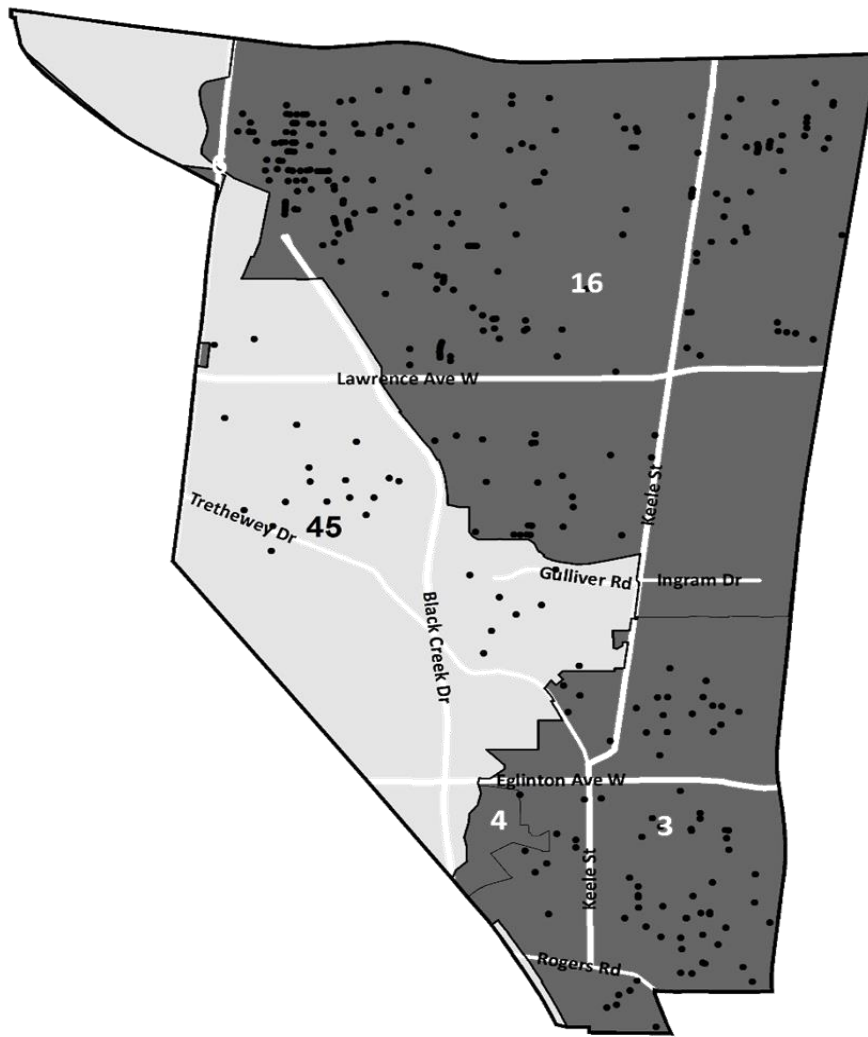 16
Lawrence Ave W
Keele St
Trethewey Dr
45
Gulliver Rd
Ingram Dr
Black Creek Dr
Eglinton Ave W
4
3
Keele St
Rogers Rd